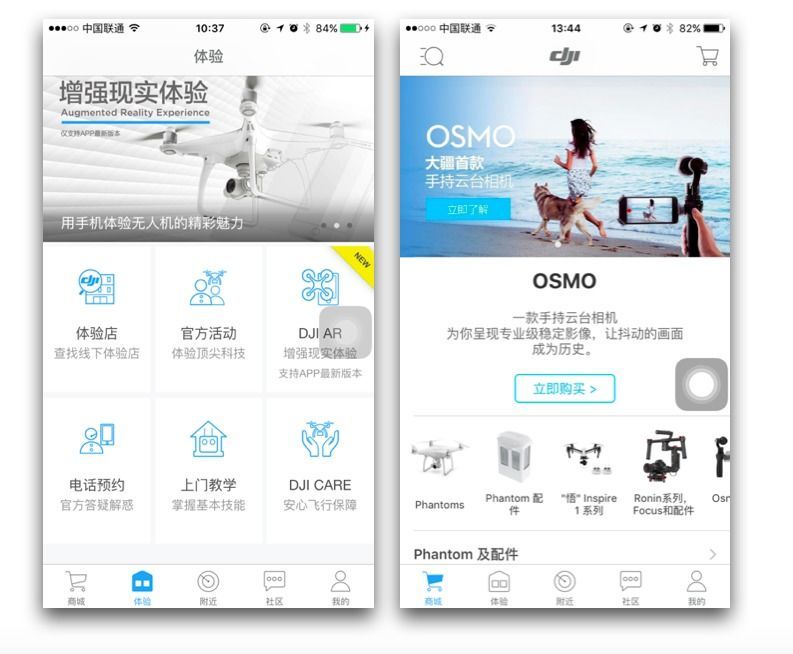 中国联通
10:37
84%
体验
增强现实体验
Augmented Reality Experience
仅支持APP最新版本
用手机体验无人机的精彩魅力
dji
体验店
查找线下体验店
官方活动
体验顶尖科技
NEW
DJI AR
增强现实体验
支持APP最新版本
电话预约
官方答疑解惑
上门教学
掌握基本技能
DJI CARE
安心飞行保障
商城
体验
附近
社区
我的
中国联通
13:44
82%
dji
OSMO
大疆首款
手持云台相机
立即了解
OSMO
一款手持云台相机
为你呈现专业级稳定影像，让抖动的画面
成为历史。
立即购买 >
Phantoms
Phantom 配
件
"悟" Inspire
1 系列
Ronin系列，
Focus和配件
Osn
Phantom 及配件
商城
体验
附近
社区
我的